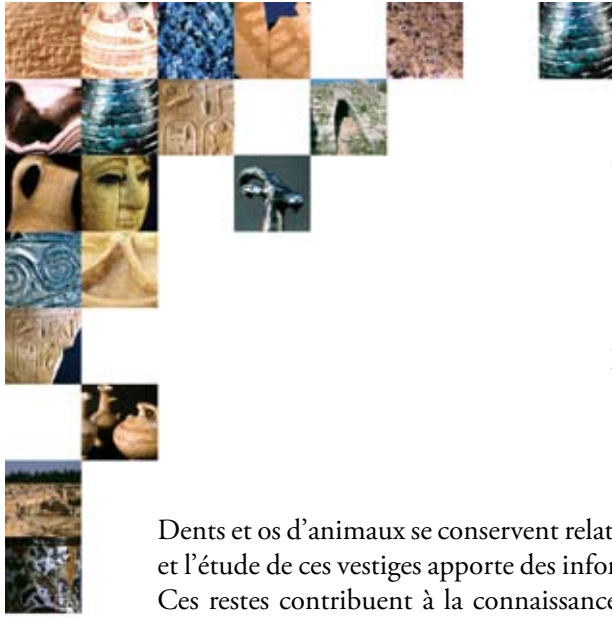 Dents et os d’animaux se conservent
et l’étude de ces vestiges apporte des
Ces restes contribuent à la